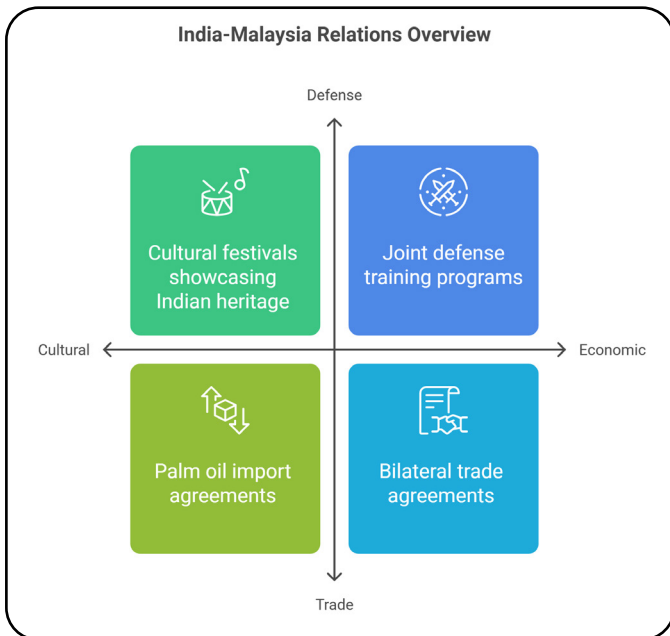 India-Malaysia Relations Overview
Defense
Cultural festivals
showcasing
Indian heritage
Joint defense
training programs
Cultural
Economic
Palm oil import
agreements
Bilateral trade
agreements
Trade